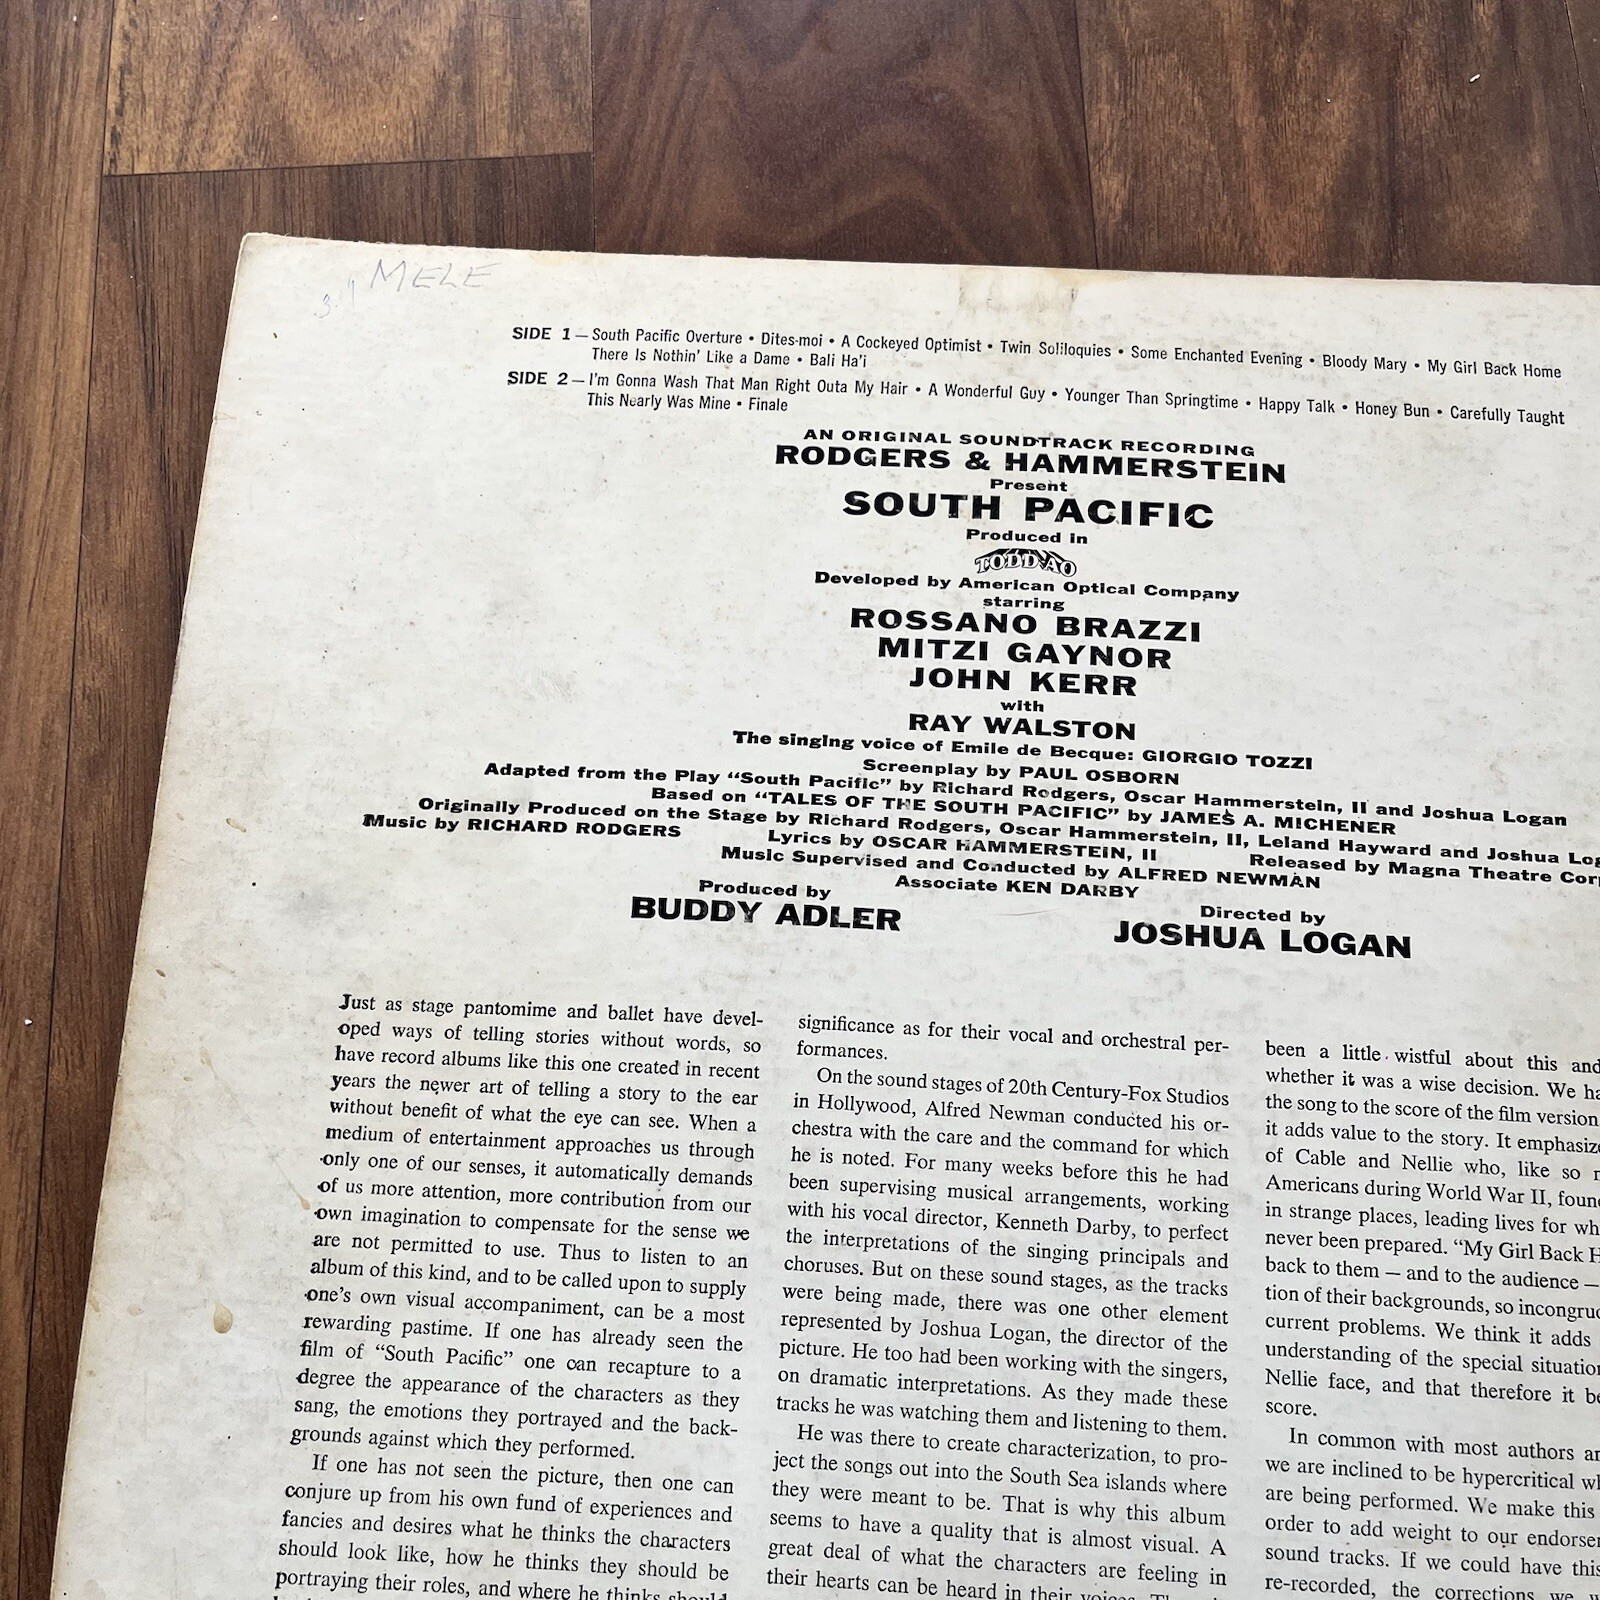 MELE
SIDE 1 — South Pacific Overture • Dites-moi • A Cockeyed Optimist • Twin Soliloquies • Some Enchanted Evening • Bloody Mary • My Girl Back Home
There Is Nothin' Like a Dame • Bali Ha'i
SIDE 2 — I'm Gonna Wash That Man Right Outa My Hair • A Wonderful Guy • Younger Than Springtime • Happy Talk • Honey Bun • Carefully Taught
This Nearly Was Mine • Finale
AN ORIGINAL SOUNDTRACK RECORDING
RODGERS & HAMMERSTEIN
Present
SOUTH PACIFIC
Produced in
TODD-AO
Developed by American Optical Company
starring
ROSSANO BRAZZI
MITZI GAYNOR
JOHN KERR
with
RAY WALSTON
The singing voice of Emile de Becque: GIORGIO TOZZI
Screenplay by PAUL OSBORN
Adapted from the Play "South Pacific" by Richard Rodgers, Oscar Hammerstein, II and Joshua Logan
Based on "TALES OF THE SOUTH PACIFIC" by JAMES A. MICHENER
Originally Produced on the Stage by Richard Rodgers, Oscar Hammerstein, II, Leland Hayward and Joshua Log
Music by RICHARD RODGERS Lyrics by OSCAR HAMMERSTEIN, II Released by Magna Theatre Corp
Music Supervised and Conducted by ALFRED NEWMAN
Associate KEN DARBY
Produced by
BUDDY ADLER
Directed by
JOSHUA LOGAN
Just as stage pantomime and ballet have devel-
oped ways of telling stories without words, so
have record albums like this one created in recent
years the newer art of telling a story to the ear
without benefit of what the eye can see. When a
medium of entertainment approaches us through
only one of our senses, it automatically demands
of us more attention, more contribution from our
own imagination to compensate for the sense we
are not permitted to use. Thus to listen to an
album of this kind, and to be called upon to supply
one's own visual accompaniment, can be a most
rewarding pastime. If one has already seen the
film of "South Pacific" one can recapture to a
degree the appearance of the characters as they
sang, the emotions they portrayed and the back-
grounds against which they performed.
If one has not seen the picture, then one can
conjure up from his own fund of experiences and
fancies and desires what he thinks the characters
should look like, how he thinks they should be
portraying their roles, and where he thinks should
significance as for their vocal and orchestral per-
formances.
On the sound stages of 20th Century-Fox Studios
in Hollywood, Alfred Newman conducted his or-
chestra with the care and the command for which
he is noted. For many weeks before this he had
been supervising musical arrangements, working
with his vocal director, Kenneth Darby, to perfect
the interpretations of the singing principals and
choruses. But on these sound stages, as the tracks
were being made, there was one other element
represented by Joshua Logan, the director of the
picture. He too had been working with the singers,
on dramatic interpretations. As they made these
tracks he was watching them and listening to them.
He was there to create characterization, to pro-
ject the songs out into the South Sea islands where
they were meant to be. That is why this album
seems to have a quality that is almost visual. A
great deal of what the characters are feeling in
their hearts can be heard in their voices.
been a little wistful about this and
whether it was a wise decision. We ha
the song to the score of the film version
it adds value to the story. It emphasize
of Cable and Nellie who, like so
Americans during World War II, foun
in strange places, leading lives for wh
never been prepared. "My Girl Back H
back to them — and to the audience —
tion of their backgrounds, so incongruo
current problems. We think it adds
understanding of the special situation
Nellie face, and that therefore it be
score.
In common with most authors an
we are inclined to be hypercritical wh
are being performed. We make this
order to add weight to our endorse
sound tracks. If we could have this
re-recorded, the corrections we